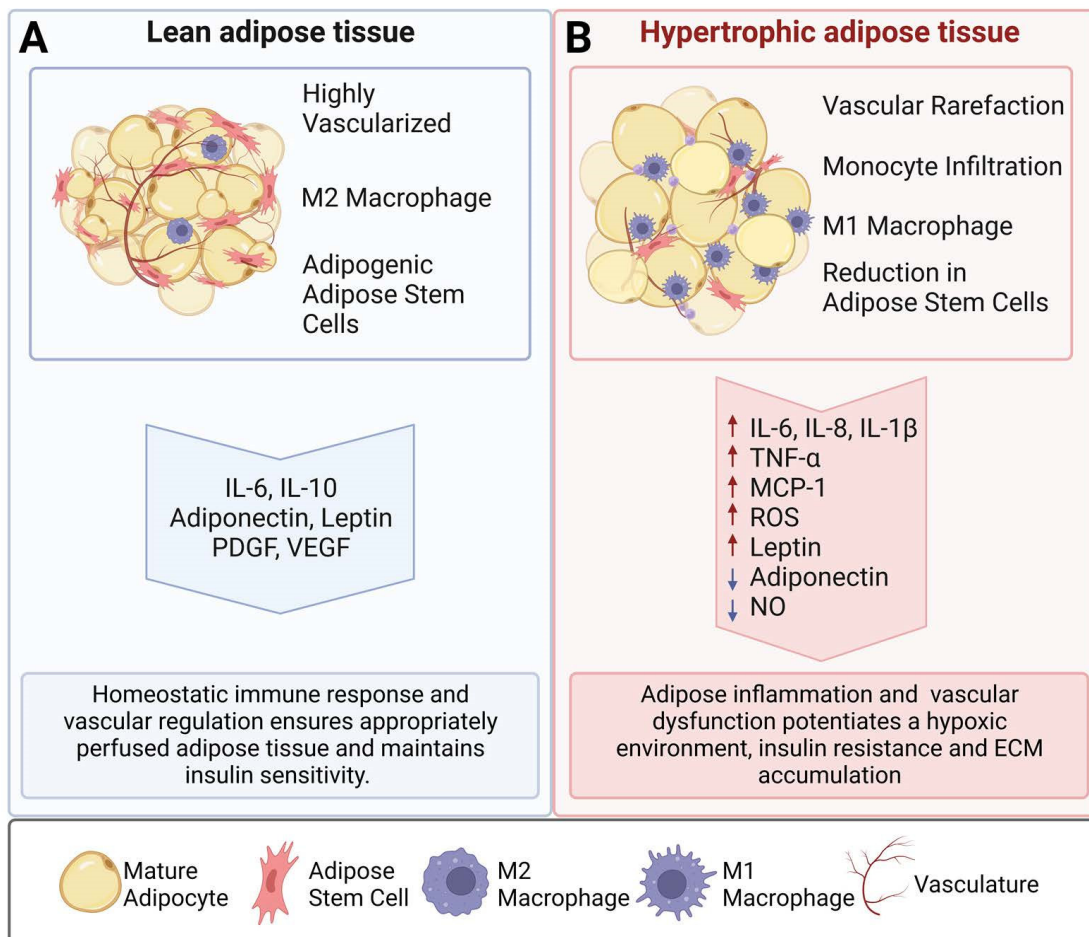 A
Lean adipose tissue
Highly
Vascularized
M2 Macrophage
Adipogenic
Adipose Stem
Cells
IL-6, IL-10
Adiponectin, Leptin
PDGF, VEGF
Homeostatic immune response and
vascular regulation ensures appropriately
perfused adipose tissue and maintains
insulin sensitivity.
B
Hypertrophic adipose tissue
Vascular Rarefaction
Monocyte Infiltration
M1 Macrophage
Reduction in
Adipose Stem Cells
↑ IL-6, IL-8, IL-1β
↑ TNF-α
↑ MCP-1
↑ ROS
↑ Leptin
↓ Adiponectin
↓ NO
Adipose inflammation and vascular
dysfunction potentiates a hypoxic
environment, insulin resistance and ECM
accumulation
Mature
Adipocyte
Adipose
Stem Cell
M2
Macrophage
M1
Macrophage
Vasculature